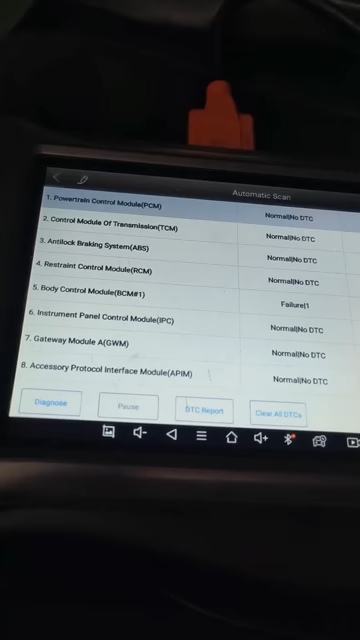 Automatic Scan
1. Powertrain Control Module(PCM) Normal|No DTC
2. Control Module Of Transmission(TCM) Normal|No DTC
3. Antilock Braking System(ABS) Normal|No DTC
4. Restraint Control Module(RCM) Normal|No DTC
5. Body Control Module(BCM#1) Failure|1
6. Instrument Panel Control Module(IPC) Normal|No DTC
7. Gateway Module A(GWM) Normal|No DTC
8. Accessory Protocol Interface Module(APIM) Normal|No DTC
Diagnose Pause DTC Report Clear All DTCs